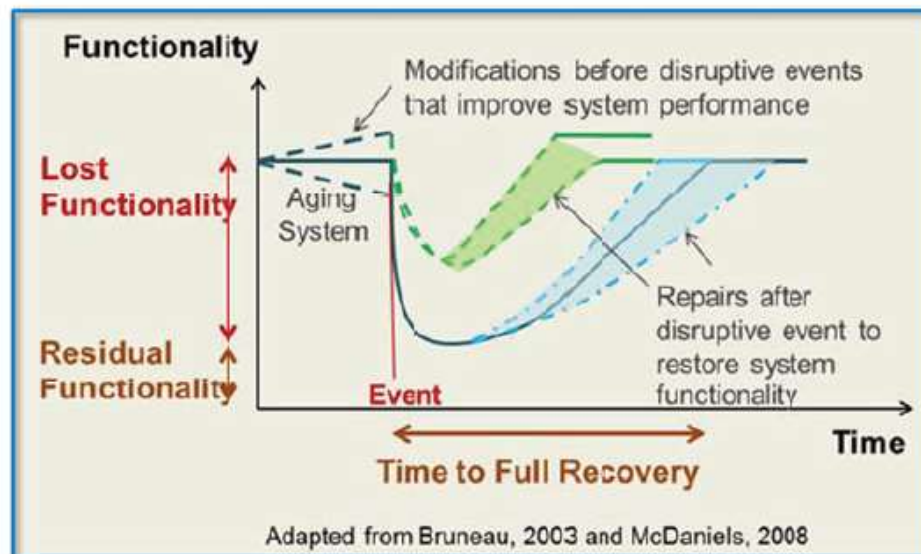 Functionality
Modifications before disruptive events
that improve system performance
Lost
Functionality
Aging
System
Repairs after
disruptive event to
restore system
functionality
Residual
Functionality
Event
Time
Time to Full Recovery
Adapted from Bruneau, 2003 and McDaniels, 2008